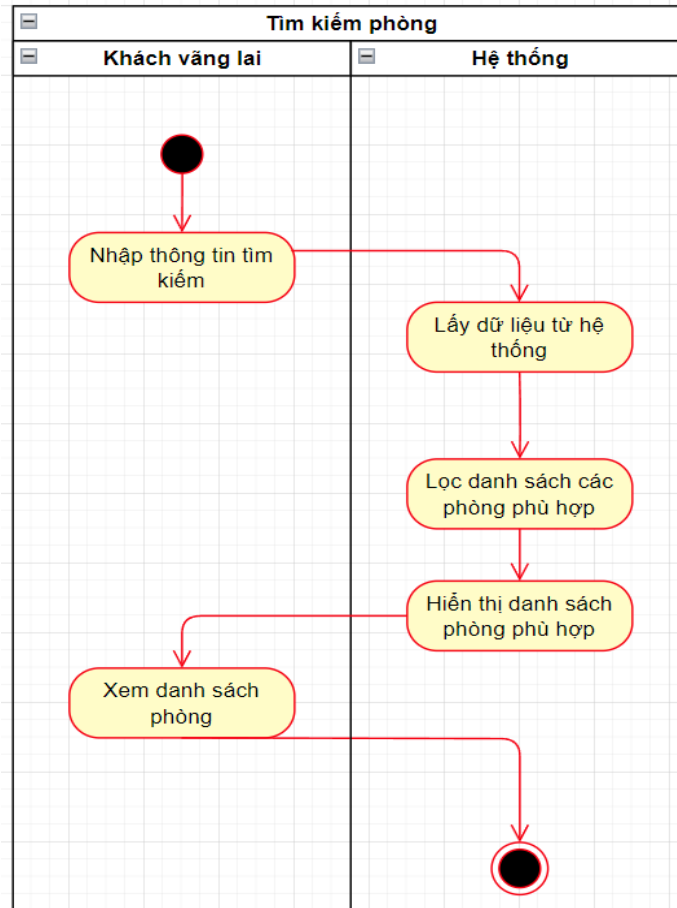 Tìm kiếm phòng
Khách vãng lai
Hệ thống
Nhập thông tin tìm
kiếm
Lấy dữ liệu từ hệ
thống
Lọc danh sách các
phòng phù hợp
Hiển thị danh sách
phòng phù hợp
Xem danh sách
phòng